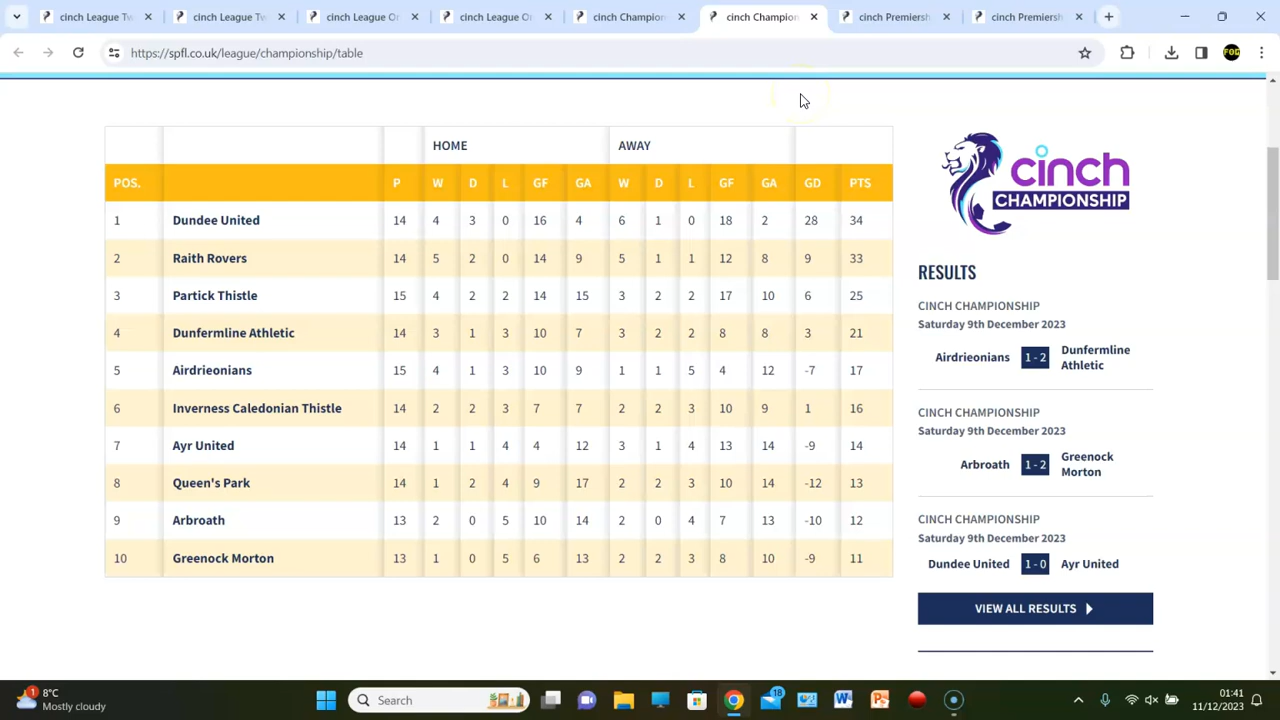 cinch League Tw
cinch League Tw
cinch League On
cinch League On
cinch Champion
cinch Champion
cinch Premiersh
cinch Premiersh
https://spfl.co.uk/league/championship/table
FOG
HOME AWAY
POS. P W D L GF GA W D L GF GA GD PTS
1 Dundee United 14 4 3 0 16 4 6 1 0 18 2 28 34
2 Raith Rovers 14 5 2 0 14 9 5 1 1 12 8 9 33
3 Partick Thistle 15 4 2 2 14 15 3 2 2 17 10 6 25
4 Dunfermline Athletic 14 3 1 3 10 7 3 2 2 8 8 3 21
5 Airdrieonians 15 4 1 3 10 9 1 1 5 4 12 -7 17
6 Inverness Caledonian Thistle 14 2 2 3 7 7 2 2 3 10 9 1 16
7 Ayr United 14 1 1 4 4 12 3 1 4 13 14 -9 14
8 Queen's Park 14 1 2 4 9 17 2 2 3 10 14 -12 13
9 Arbroath 13 2 0 5 10 14 2 0 4 7 13 -10 12
10 Greenock Morton 13 1 0 5 6 13 2 2 3 8 10 -9 11
cinch
CHAMPIONSHIP
RESULTS
CINCH CHAMPIONSHIP
Saturday 9th December 2023
Airdrieonians 1 - 2 Dunfermline
Athletic
CINCH CHAMPIONSHIP
Saturday 9th December 2023
Arbroath 1 - 2 Greenock
Morton
CINCH CHAMPIONSHIP
Saturday 9th December 2023
Dundee United 1 - 0 Ayr United
VIEW ALL RESULTS
1
8°C
Mostly cloudy
Search
18
01:41
11/12/2023